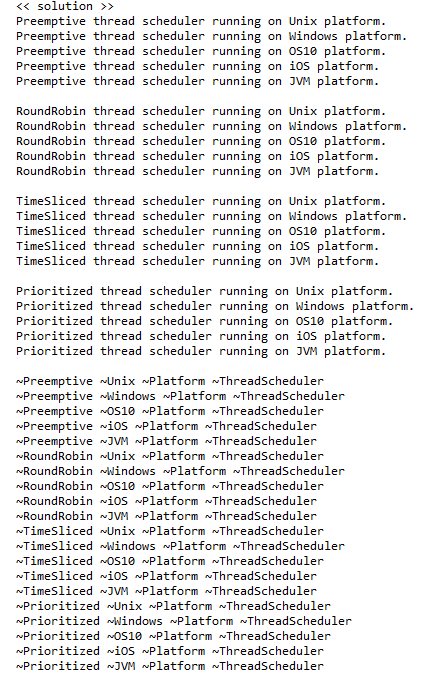 << solution >>
Preemptive thread scheduler running on Unix platform.
Preemptive thread scheduler running on Windows platform.
Preemptive thread scheduler running on OS10 platform.
Preemptive thread scheduler running on iOS platform.
Preemptive thread scheduler running on JVM platform.
RoundRobin thread scheduler running on Unix platform.
RoundRobin thread scheduler running on Windows platform.
RoundRobin thread scheduler running on OS10 platform.
RoundRobin thread scheduler running on iOS platform.
RoundRobin thread scheduler running on JVM platform.
TimeSliced thread scheduler running on Unix platform.
TimeSliced thread scheduler running on Windows platform.
TimeSliced thread scheduler running on OS10 platform.
TimeSliced thread scheduler running on iOS platform.
TimeSliced thread scheduler running on JVM platform.
Prioritized thread scheduler running on Unix platform.
Prioritized thread scheduler running on Windows platform.
Prioritized thread scheduler running on OS10 platform.
Prioritized thread scheduler running on iOS platform.
Prioritized thread scheduler running on JVM platform.
~Preemptive ~Unix ~Platform ~ThreadScheduler
~Preemptive ~Windows ~Platform ~ThreadScheduler
~Preemptive ~OS10 ~Platform ~ThreadScheduler
~Preemptive ~iOS ~Platform ~ThreadScheduler
~Preemptive ~JVM ~Platform ~ThreadScheduler
~RoundRobin ~Unix ~Platform ~ThreadScheduler
~RoundRobin ~Windows ~Platform ~ThreadScheduler
~RoundRobin ~OS10 ~Platform ~ThreadScheduler
~RoundRobin ~iOS ~Platform ~ThreadScheduler
~RoundRobin ~JVM ~Platform ~ThreadScheduler
~TimeSliced ~Unix ~Platform ~ThreadScheduler
~TimeSliced ~Windows ~Platform ~ThreadScheduler
~TimeSliced ~OS10 ~Platform ~ThreadScheduler
~TimeSliced ~iOS ~Platform ~ThreadScheduler
~TimeSliced ~JVM ~Platform ~ThreadScheduler
~Prioritized ~Unix ~Platform ~ThreadScheduler
~Prioritized ~Windows ~Platform ~ThreadScheduler
~Prioritized ~OS10 ~Platform ~ThreadScheduler
~Prioritized ~iOS ~Platform ~ThreadScheduler
~Prioritized ~JVM ~Platform ~ThreadScheduler